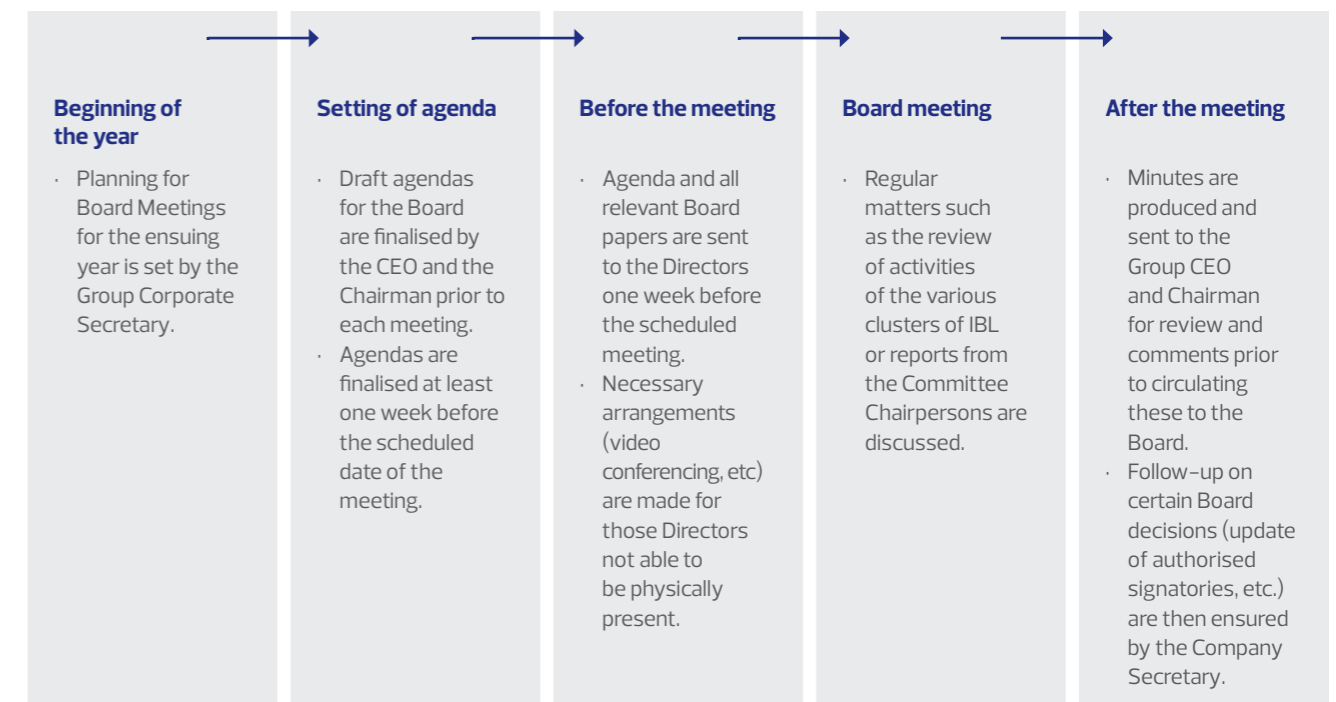 Beginning of
the year
· Planning for
Board Meetings
for the ensuing
year is set by the
Group Corporate
Secretary.
Setting of agenda
· Draft agendas
for the Board
are finalised by
the CEO and the
Chairman prior to
each meeting.
· Agendas are
finalised at least
one week before
the scheduled
date of the
meeting.
Before the meeting
· Agenda and all
relevant Board
papers are sent
to the Directors
one week before
the scheduled
meeting.
· Necessary
arrangements
(video
conferencing, etc)
are made for
those Directors
not able to
be physically
present.
Board meeting
· Regular
matters such
as the review
of activities
of the various
clusters of IBL
or reports from
the Committee
Chairpersons are
discussed.
After the meeting
· Minutes are
produced and
sent to the
Group CEO
and Chairman
for review and
comments prior
to circulating
these to the
Board.
· Follow-up on
certain Board
decisions (update
of authorised
signatories, etc.)
are then ensured
by the Company
Secretary.